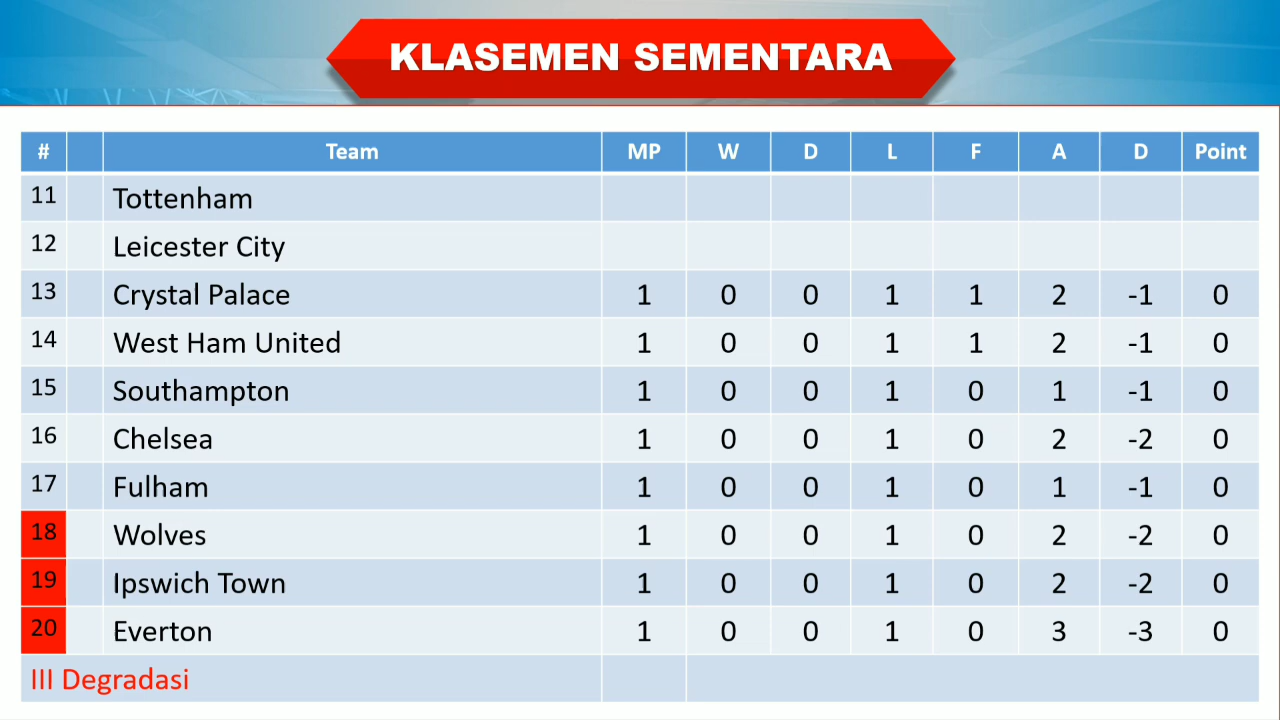 KLASEMEN SEMENTARA
# Team MP W D L F A D Point
11 Tottenham
12 Leicester City
13 Crystal Palace 1 0 0 1 1 2 -1 0
14 West Ham United 1 0 0 1 1 2 -1 0
15 Southampton 1 0 0 1 0 1 -1 0
16 Chelsea 1 0 0 1 0 2 -2 0
17 Fulham 1 0 0 1 0 1 -1 0
18 Wolves 1 0 0 1 0 2 -2 0
19 Ipswich Town 1 0 0 1 0 2 -2 0
20 Everton 1 0 0 1 0 3 -3 0
III Degradasi